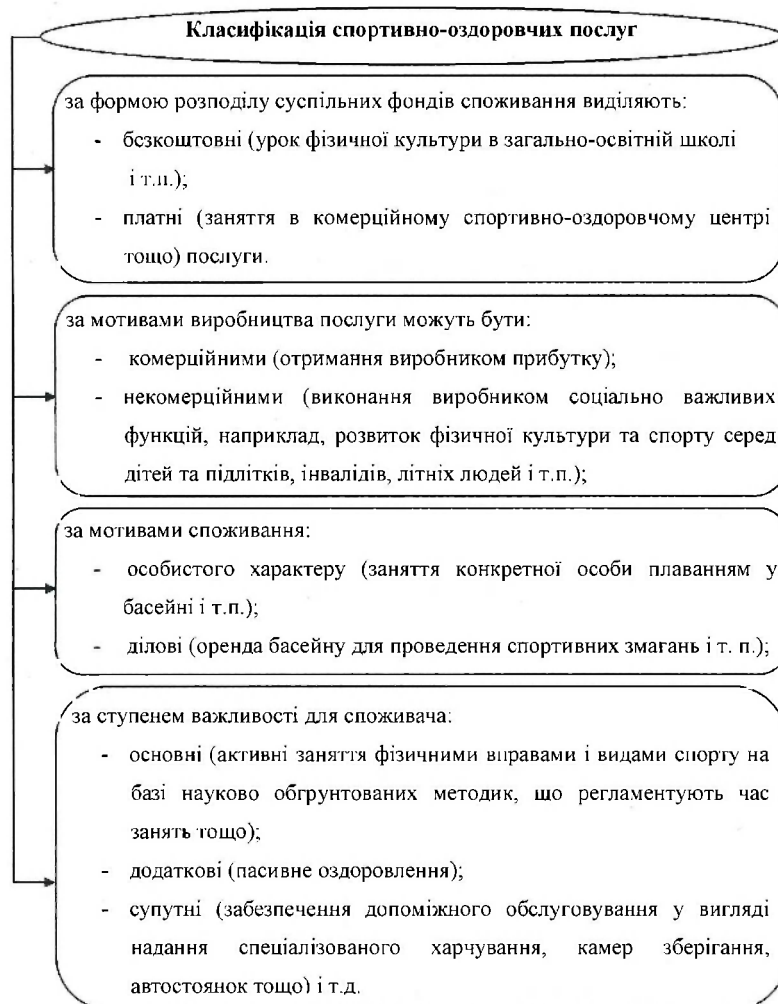 Класифікація спортивно-оздоровчих послуг
за формою розподілу суспільних фондів споживання виділяють:
- безкоштовні (урок фізичної культури в загально-освітній школі
і т.п.);
- платні (заняття в комерційному спортивно-оздоровчому центрі
тощо) послуги.
за мотивами виробництва послуги можуть бути:
- комерційними (отримання виробником прибутку);
- некомерційними (виконання виробником соціально важливих
функцій, наприклад, розвиток фізичної культури та спорту серед
дітей та підлітків, інвалідів, літніх людей і т.п.);
за мотивами споживання:
- особистого характеру (заняття конкретної особи плаванням у
басейні і т.п.);
- ділові (оренда басейну для проведення спортивних змагань і т. п.);
за ступенем важливості для споживача:
- основні (активні заняття фізичними вправами і видами спорту на
базі науково обгрунтованих методик, що регламентують час
занять тощо);
- додаткові (пасивне оздоровлення);
- супутні (забезпечення допоміжного обслуговування у вигляді
надання спеціалізованого харчування, камер зберігання,
автостоянок тощо) і т.д.